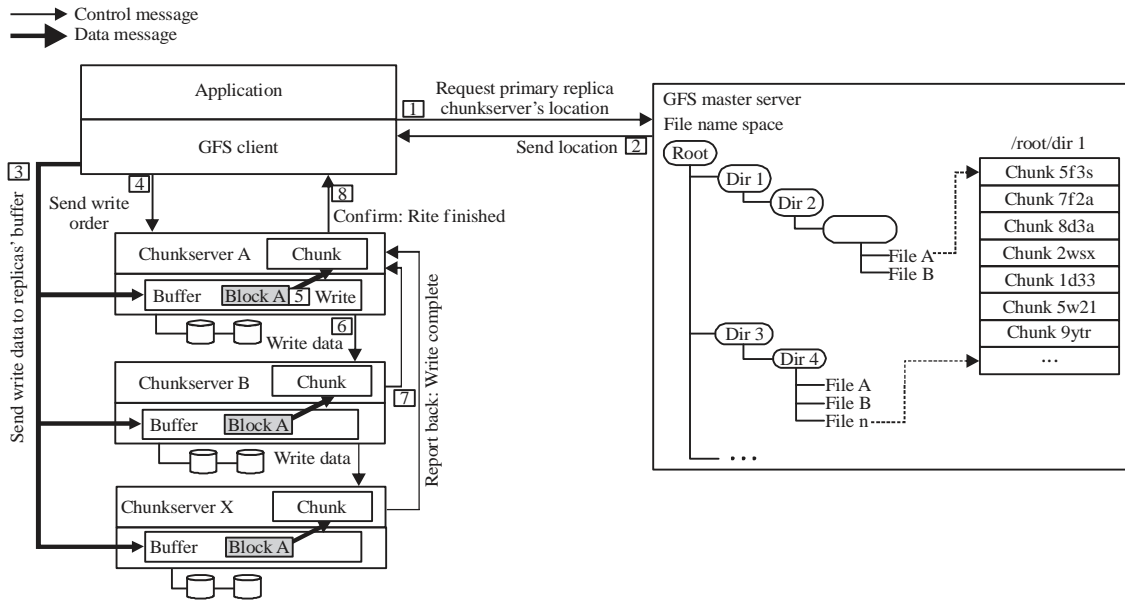 Control message
Data message
Application
GFS client
1
Request primary replica
chunkserver's location
Send location
2
3
Send write data to replicas' buffer
4
Send write
order
8
Confirm: Rite finished
Chunkserver A
Chunk
Buffer
Block A
5
Write
6
Write data
Chunkserver B
Chunk
7
Buffer
Block A
Write data
Report back: Write complete
Chunkserver X
Chunk
Buffer
Block A
GFS master server
File name space
Root
Dir 1
Dir 2
File A
File B
Dir 3
Dir 4
File A
File B
File n
...
/root/dir 1
Chunk 5f3s
Chunk 7f2a
Chunk 8d3a
Chunk 2wsx
Chunk 1d33
Chunk 5w21
Chunk 9ytr
...